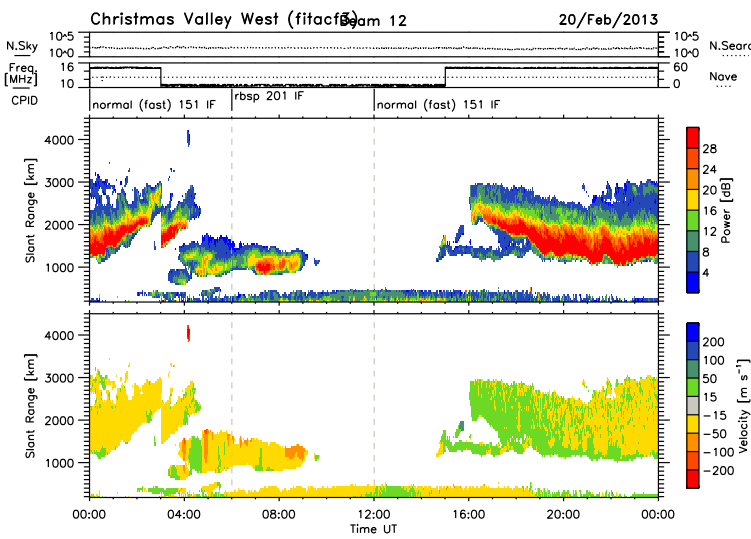 Christmas Valley West (fitacf3) Beam 12 20/Feb/2013
N.Sky 10^5 10^0 10^5 10^0 N.Searc
Freq. [MHz] 16 10 60 0 Nave
CPID normal (fast) 151 IF rbsp 201 IF normal (fast) 151 IF
Slant Range [km] 4000 3000 2000 1000
Power [dB] 28 24 20 16 12 8 4
Slant Range [km] 4000 3000 2000 1000
Velocity [m s⁻¹] 200 100 50 15 -15 -50 -100 -200
00:00 04:00 08:00 12:00 16:00 20:00 00:00
Time UT